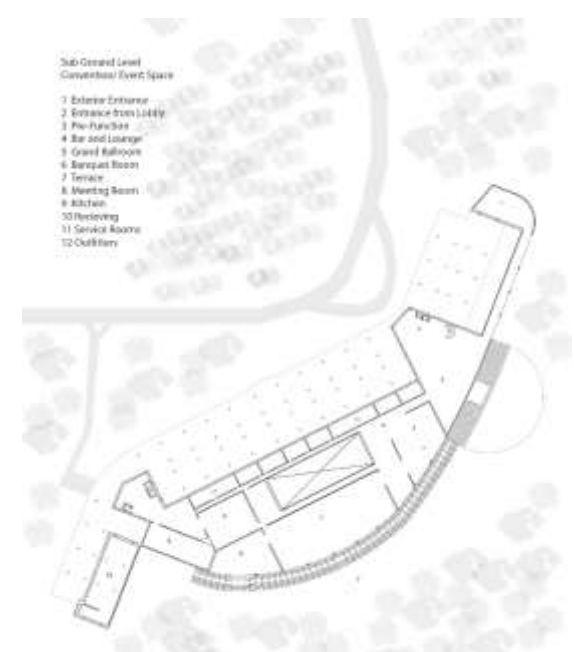 Sub Ground Level
Convention/ Event Space
1 Exterior Entrance
2 Entrance from Lobby
3 Pre-Function
4 Bar and Lounge
5 Grand Ballroom
6 Banquet Room
7 Terrace
8 Meeting Room
9 Kitchen
10 Recieving
11 Service Rooms
12 Outfitters